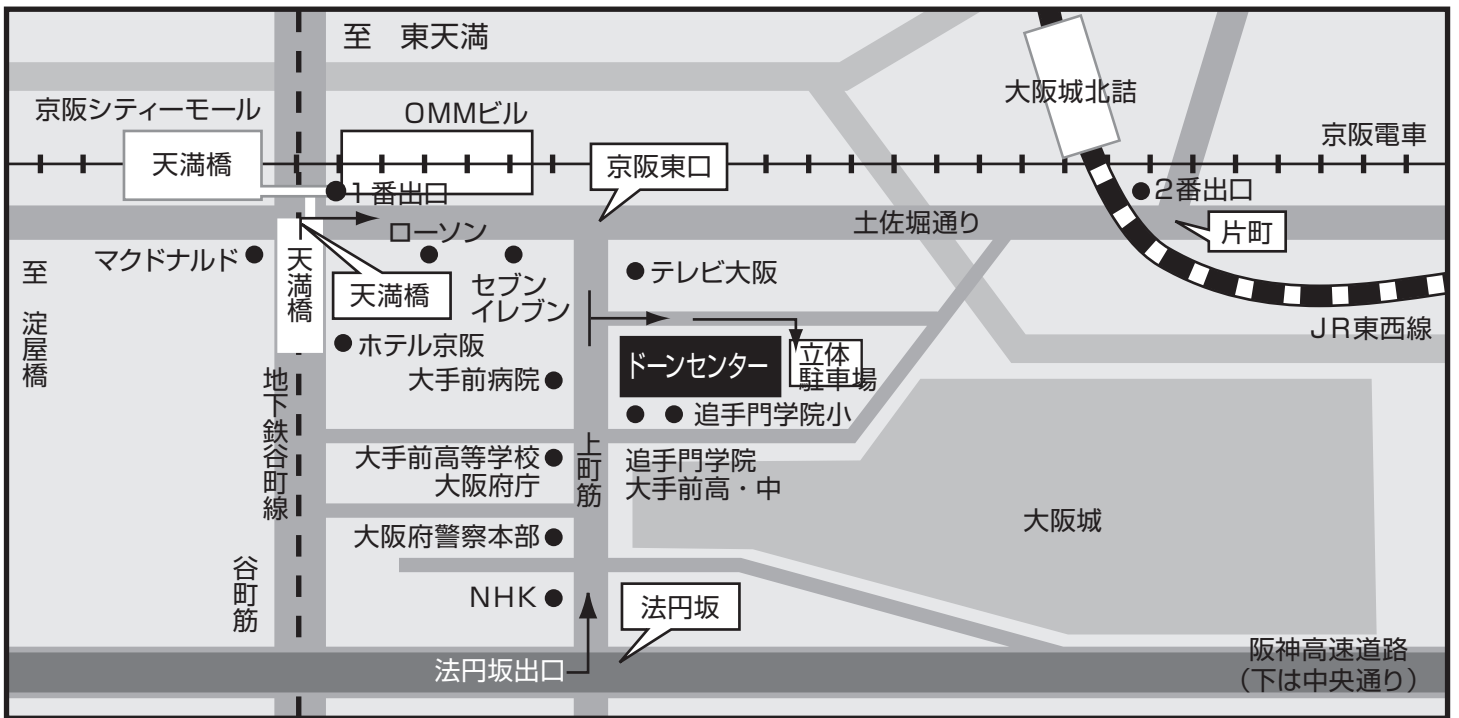 至　東天満
京阪シティーモール
OMMビル
大阪城北詰
京阪電車
天満橋
京阪東口
1番出口
2番出口
土佐堀通り
片町
ローソン
マクドナルド
天満橋
天満橋
セブン
イレブン
テレビ大阪
至　淀屋橋
JR東西線
ホテル京阪
ドーンセンター
立体
駐車場
大手前病院
追手門学院小
地下鉄谷町線
上町筋
大手前高等学校
大阪府庁
追手門学院
大手前高・中
大阪城
大阪府警察本部
谷町筋
NHK
法円坂
法円坂出口
阪神高速道路
（下は中央通り）